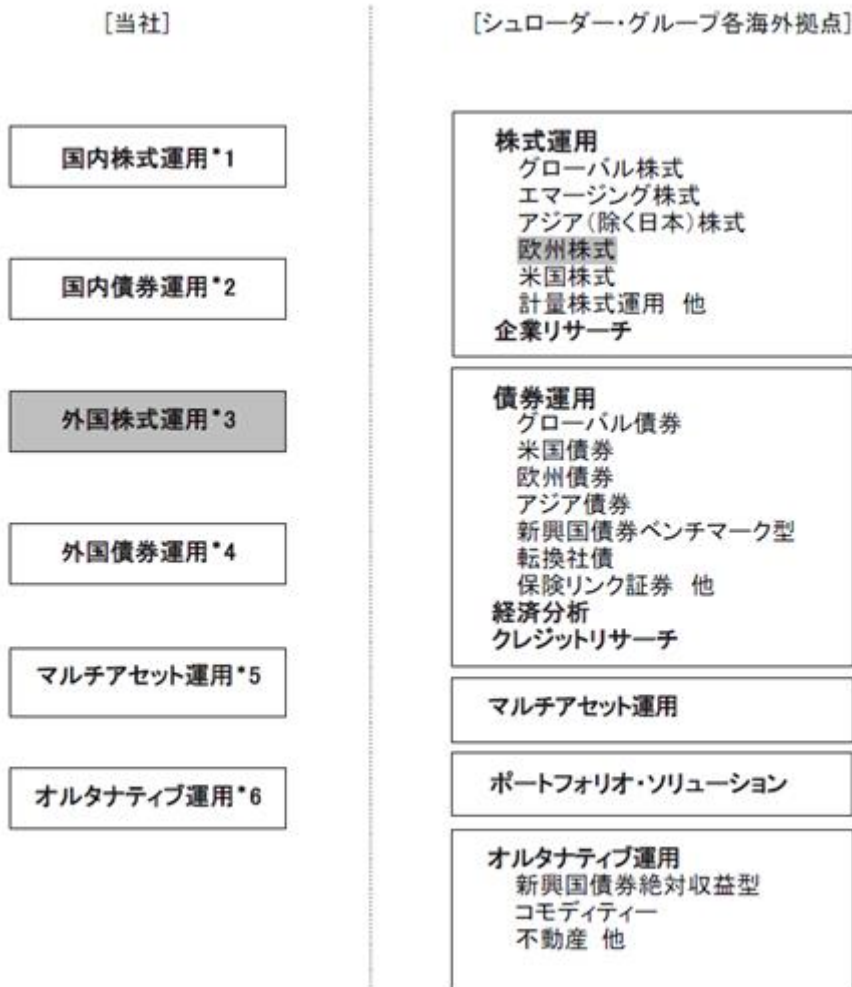 [当社]
国内株式運用*1
国内債券運用*2
外国株式運用*3
外国債券運用*4
マルチアセット運用*5
オルタナティブ運用*6
[シュローダー・グループ各海外拠点]
株式運用
グローバル株式
エマージング株式
アジア(除く日本)株式
欧州株式
米国株式
計量株式運用 他
企業リサーチ
債券運用
グローバル債券
米国債券
欧州債券
アジア債券
新興国債券ベンチマーク型
転換社債
保険リンク証券 他
経済分析
クレジットリサーチ
マルチアセット運用
ポートフォリオ・ソリューション
オルタナティブ運用
新興国債券絶対収益型
コモディティー
不動産 他